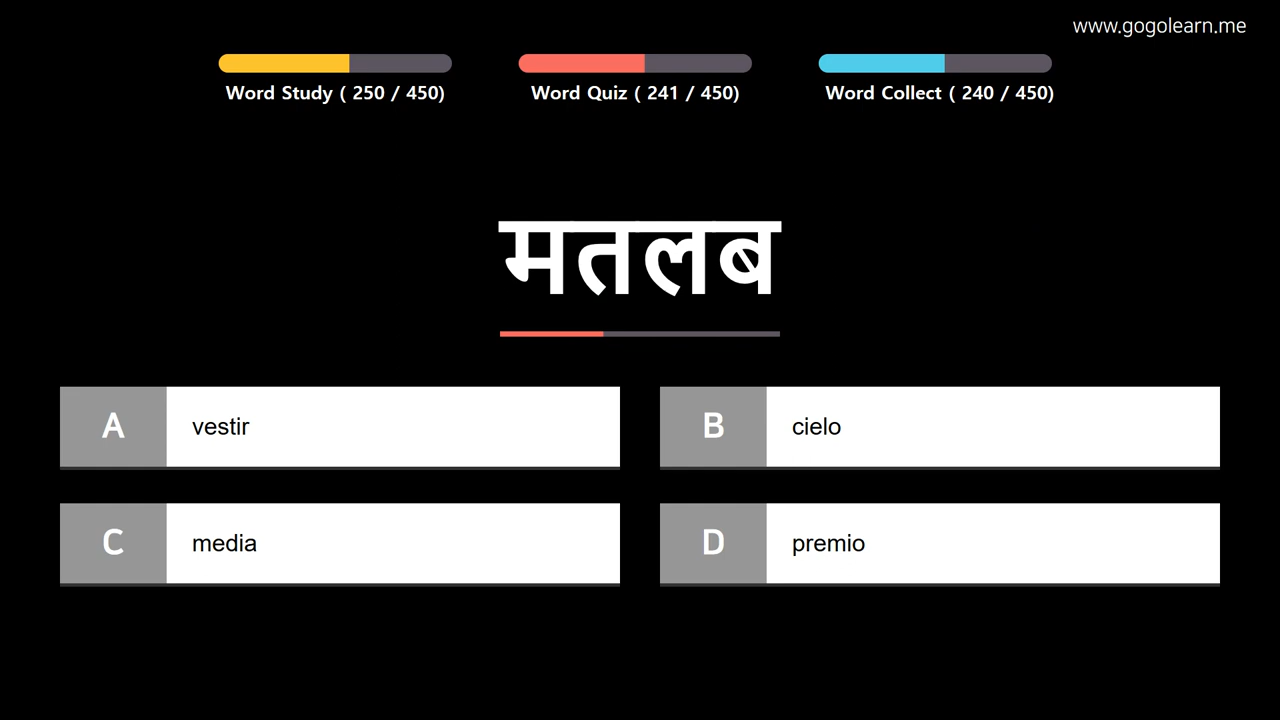 www.gogolearn.me
Word Study ( 250 / 450)
Word Quiz ( 241 / 450)
Word Collect ( 240 / 450)
मतलब
A vestir
B cielo
C media
D premio